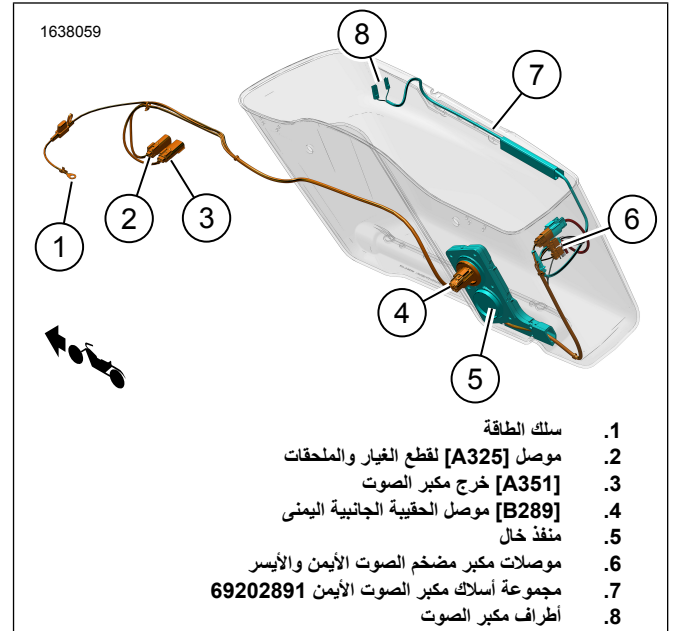 1638059
8
7
1
2
3
6
4
5
1. سلك الطاقة
2. موصل [A325] لقطع الغيار والملحقات
3. [A351] خرج مكبر الصوت
4. [B289] موصل الحقيبة الجانبية اليمنى
5. منفذ خال
6. موصلات مكبر مضخم الصوت الأيمن والأيسر
7. مجموعة أسلاك مكبر الصوت الأيمن 69202891
8. أطراف مكبر الصوت